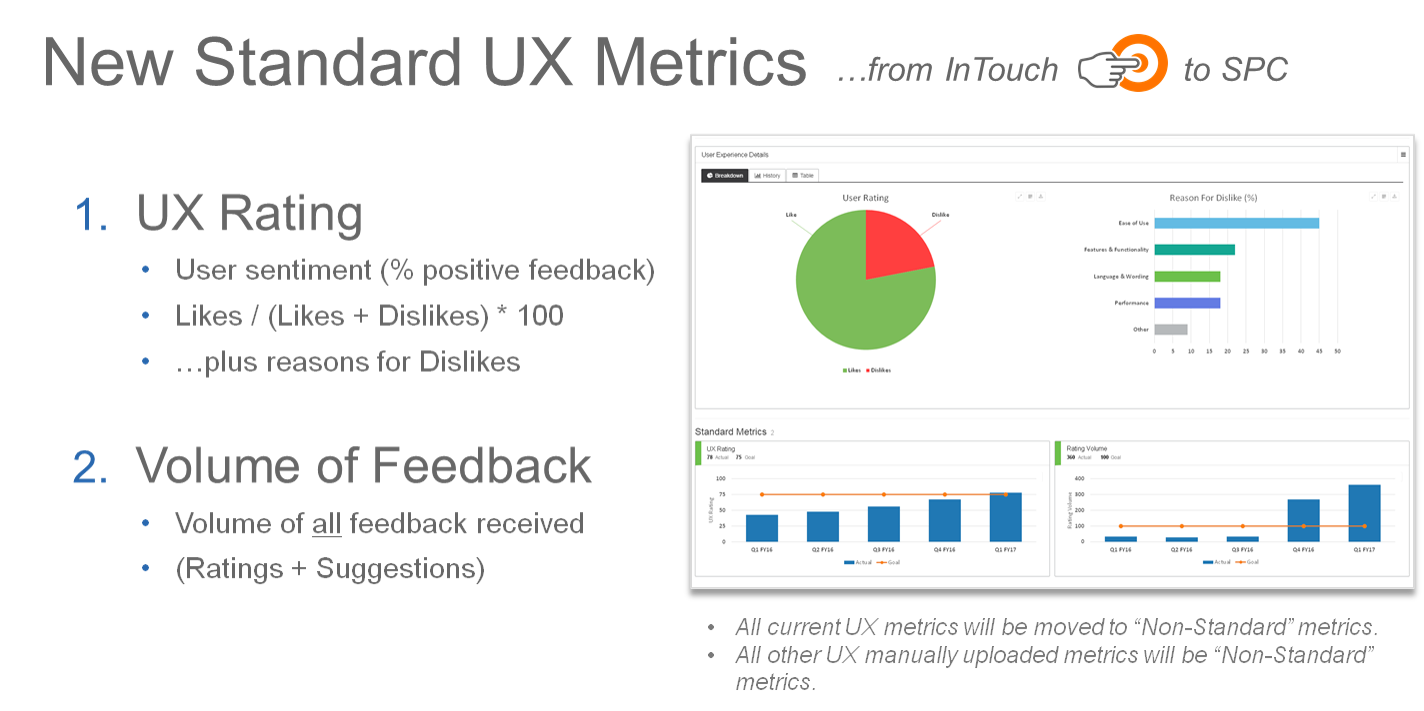 New Standard UX Metrics …from InTouch to SPC
1. UX Rating
• User sentiment (% positive feedback)
• Likes / (Likes + Dislikes) * 100
• …plus reasons for Dislikes
2. Volume of Feedback
• Volume of all feedback received
• (Ratings + Suggestions)
User Experience Details
Breakdown History Table
User Rating
Like
Dislike
Likes Dislikes
Reason For Dislike (%)
Ease of Use
Features & Functionality
Language & Wording
Performance
Other
0 5 10 15 20 25 30 35 40 45 50
Standard Metrics 2
UX Rating
78 Actual 75 Goal
UX Rating
100
75
50
25
0
Q1 FY16 Q2 FY16 Q3 FY16 Q4 FY16 Q1 FY17
Actual Goal
Rating Volume
360 Actual 100 Goal
Rating Volume
400
300
200
100
0
Q1 FY16 Q2 FY16 Q3 FY16 Q4 FY16 Q1 FY17
Actual Goal
• All current UX metrics will be moved to “Non-Standard” metrics.
• All other UX manually uploaded metrics will be “Non-Standard”
metrics.